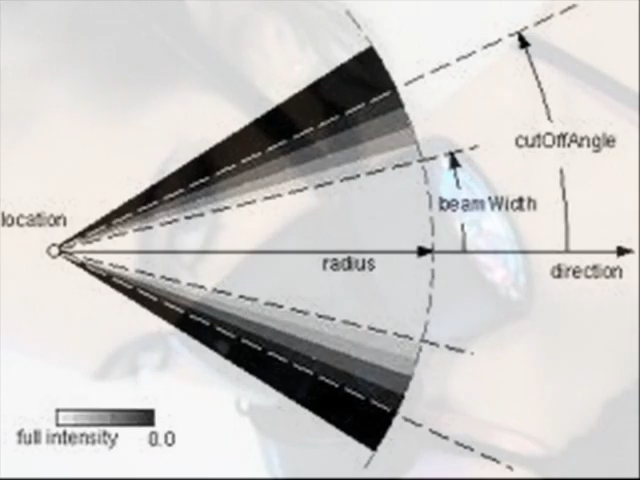 cutOffAngle
beamWidth
location
radius
direction
full intensity 0.0